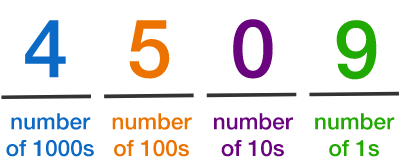 4 5 0 9
number number number number
of 1000s of 100s of 10s of 1s